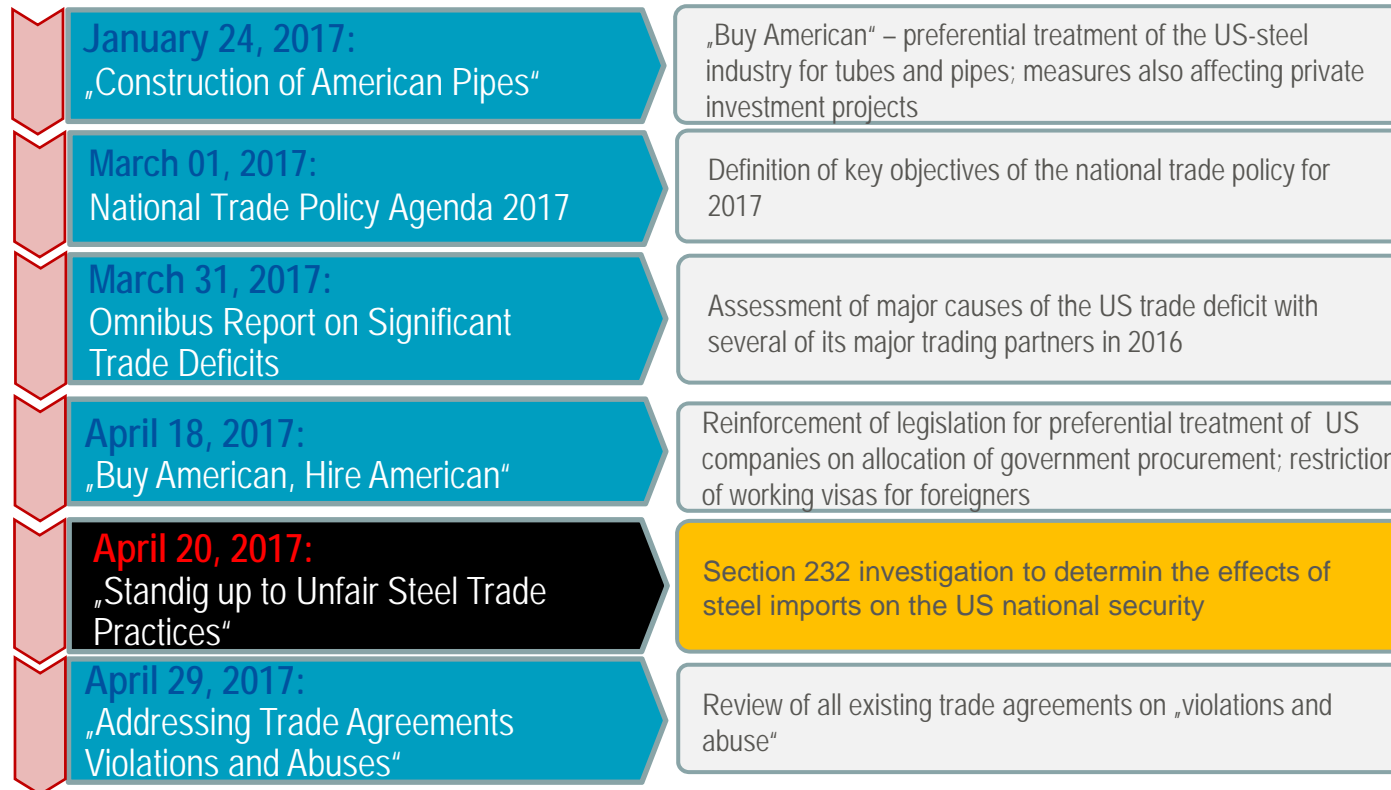 January 24, 2017:
„Construction of American Pipes“
„Buy American“ – preferential treatment of the US-steel
industry for tubes and pipes; measures also affecting private
investment projects
March 01, 2017:
National Trade Policy Agenda 2017
Definition of key objectives of the national trade policy for
2017
March 31, 2017:
Omnibus Report on Significant
Trade Deficits
Assessment of major causes of the US trade deficit with
several of its major trading partners in 2016
April 18, 2017:
„Buy American, Hire American“
Reinforcement of legislation for preferential treatment of US
companies on allocation of government procurement; restriction
of working visas for foreigners
April 20, 2017:
„Standig up to Unfair Steel Trade
Practices“
Section 232 investigation to determin the effects of
steel imports on the US national security
April 29, 2017:
„Addressing Trade Agreements
Violations and Abuses“
Review of all existing trade agreements on „violations and
abuse“